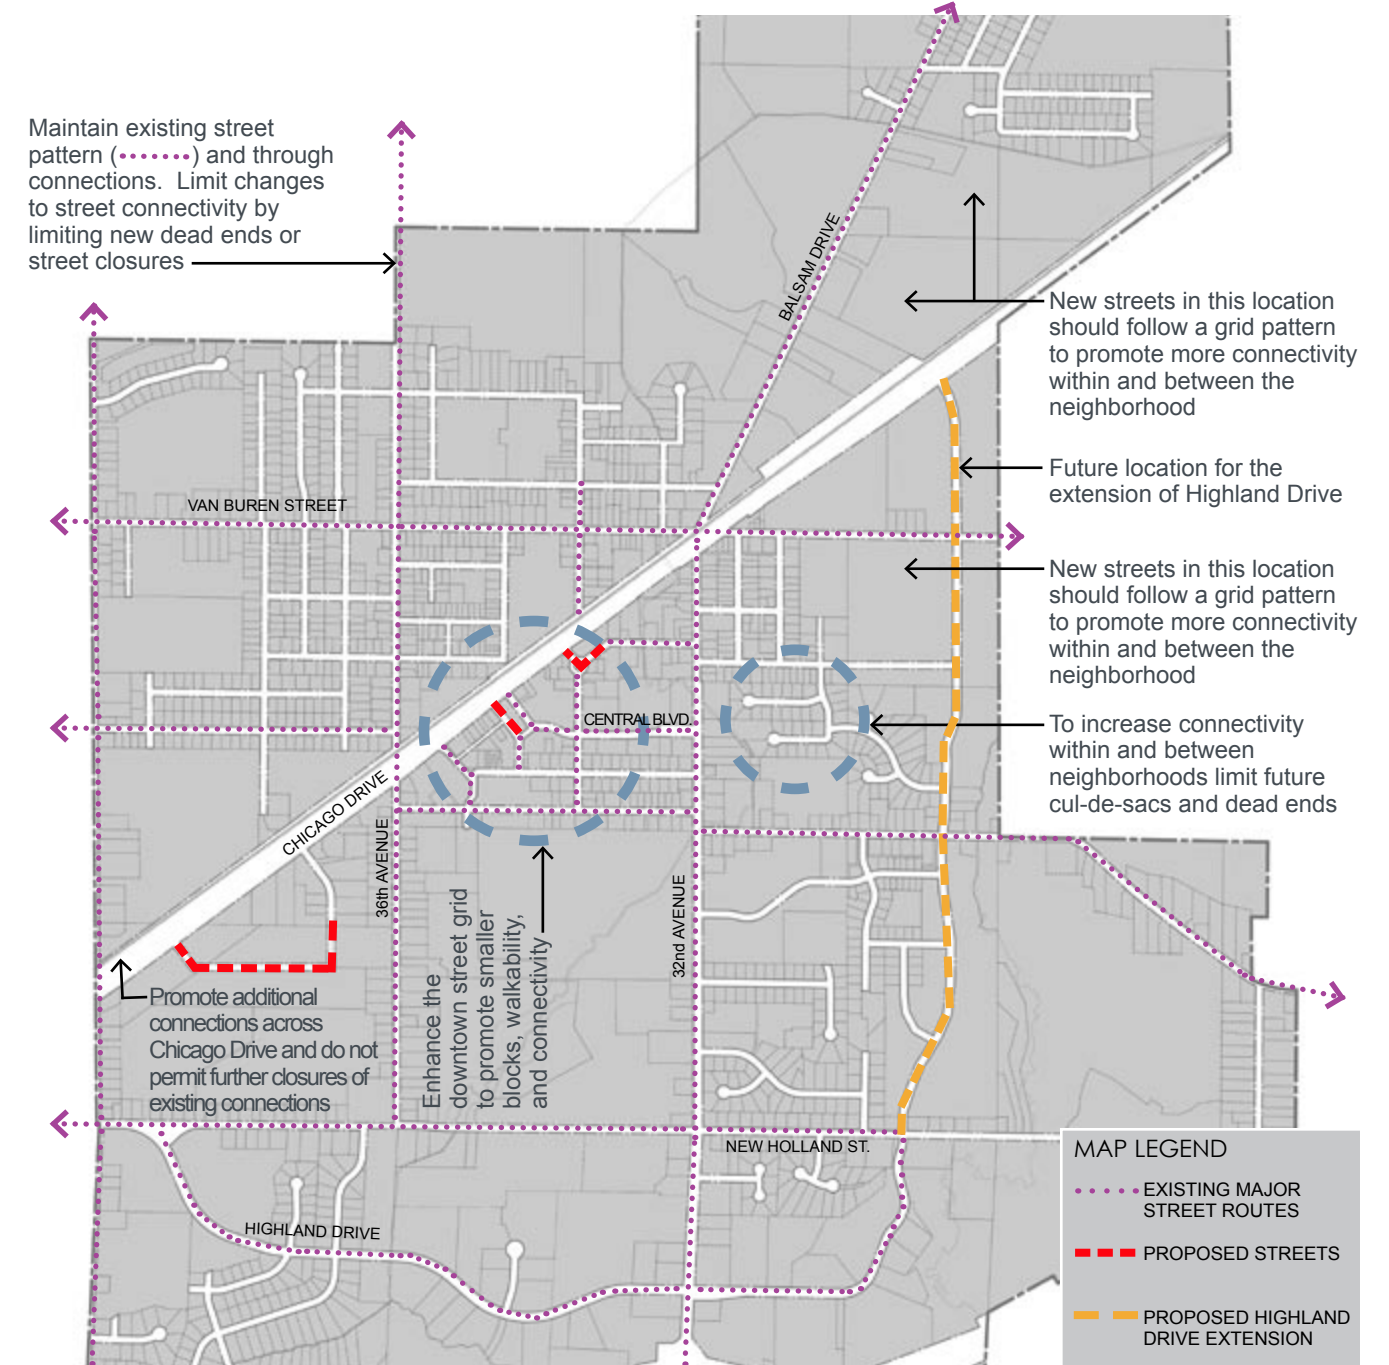 Maintain existing street
pattern (........) and through
connections.  Limit changes
to street connectivity by
limiting new dead ends or
street closures
BALSAM DRIVE
New streets in this location
should follow a grid pattern
to promote more connectivity
within and between the
neighborhood
Future location for the
extension of Highland Drive
VAN BUREN STREET
New streets in this location
should follow a grid pattern
to promote more connectivity
within and between the
neighborhood
CENTRAL BLVD.
To increase connectivity
within and between
neighborhoods limit future
cul-de-sacs and dead ends
CHICAGO DRIVE
36th AVENUE
32nd AVENUE
Enhance the
downtown street grid
to promote smaller
blocks, walkability,
and connectivity
Promote additional
connections across
Chicago Drive and do not
permit further closures of
existing connections
NEW HOLLAND ST.
HIGHLAND DRIVE
MAP LEGEND
EXISTING MAJOR
STREET ROUTES
PROPOSED STREETS
PROPOSED HIGHLAND
DRIVE EXTENSION